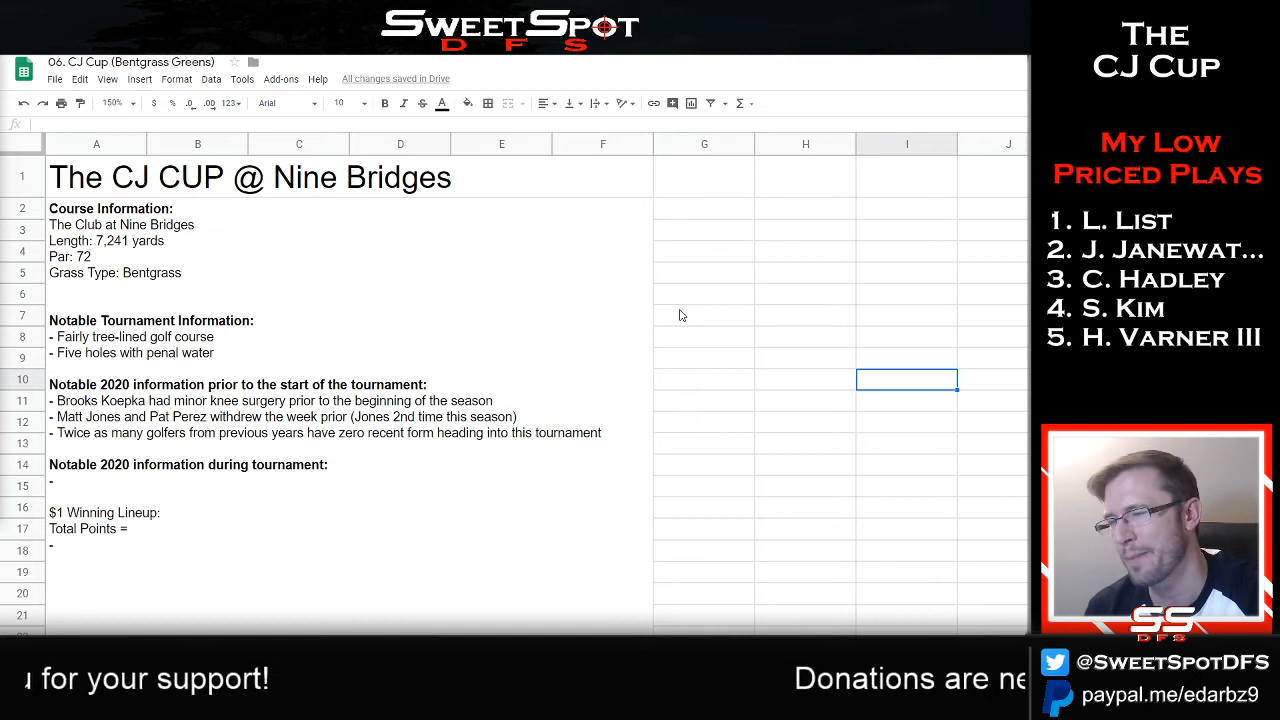 SweetSpot
DFS
06. CJ Cup (Bentgrass Greens)
File Edit View Insert Format Data Tools Add-ons Help All changes saved in Drive
150% $ % .0 .00 123 Arial 10 B I S A
fx
A B C D E F G H I J
1 The CJ CUP @ Nine Bridges
2 Course Information:
3 The Club at Nine Bridges
4 Length: 7,241 yards
Par: 72
5 Grass Type: Bentgrass
6
7 Notable Tournament Information:
8 - Fairly tree-lined golf course
9 - Five holes with penal water
10 Notable 2020 information prior to the start of the tournament:
11 - Brooks Koepka had minor knee surgery prior to the beginning of the season
12 - Matt Jones and Pat Perez withdrew the week prior (Jones 2nd time this season)
13 - Twice as many golfers from previous years have zero recent form heading into this tournament
14 Notable 2020 information during tournament:
15 -
16 $1 Winning Lineup:
17 Total Points =
18 -
19
20
21
The
CJ Cup
My Low
Priced Plays
1. L. List
2. J. Janewat...
3. C. Hadley
4. S. Kim
5. H. Varner III
SS
DFS
for your support!
Donations are ne
@SweetSpotDFS
paypal.me/edarbz9